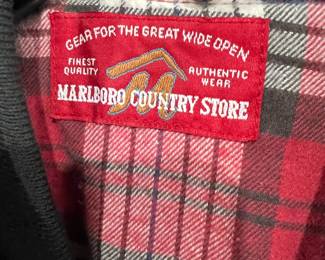 GEAR FOR THE GREAT WIDE OPEN
FINEST QUALITY
AUTHENTIC WEAR
MARLBORO COUNTRY STORE